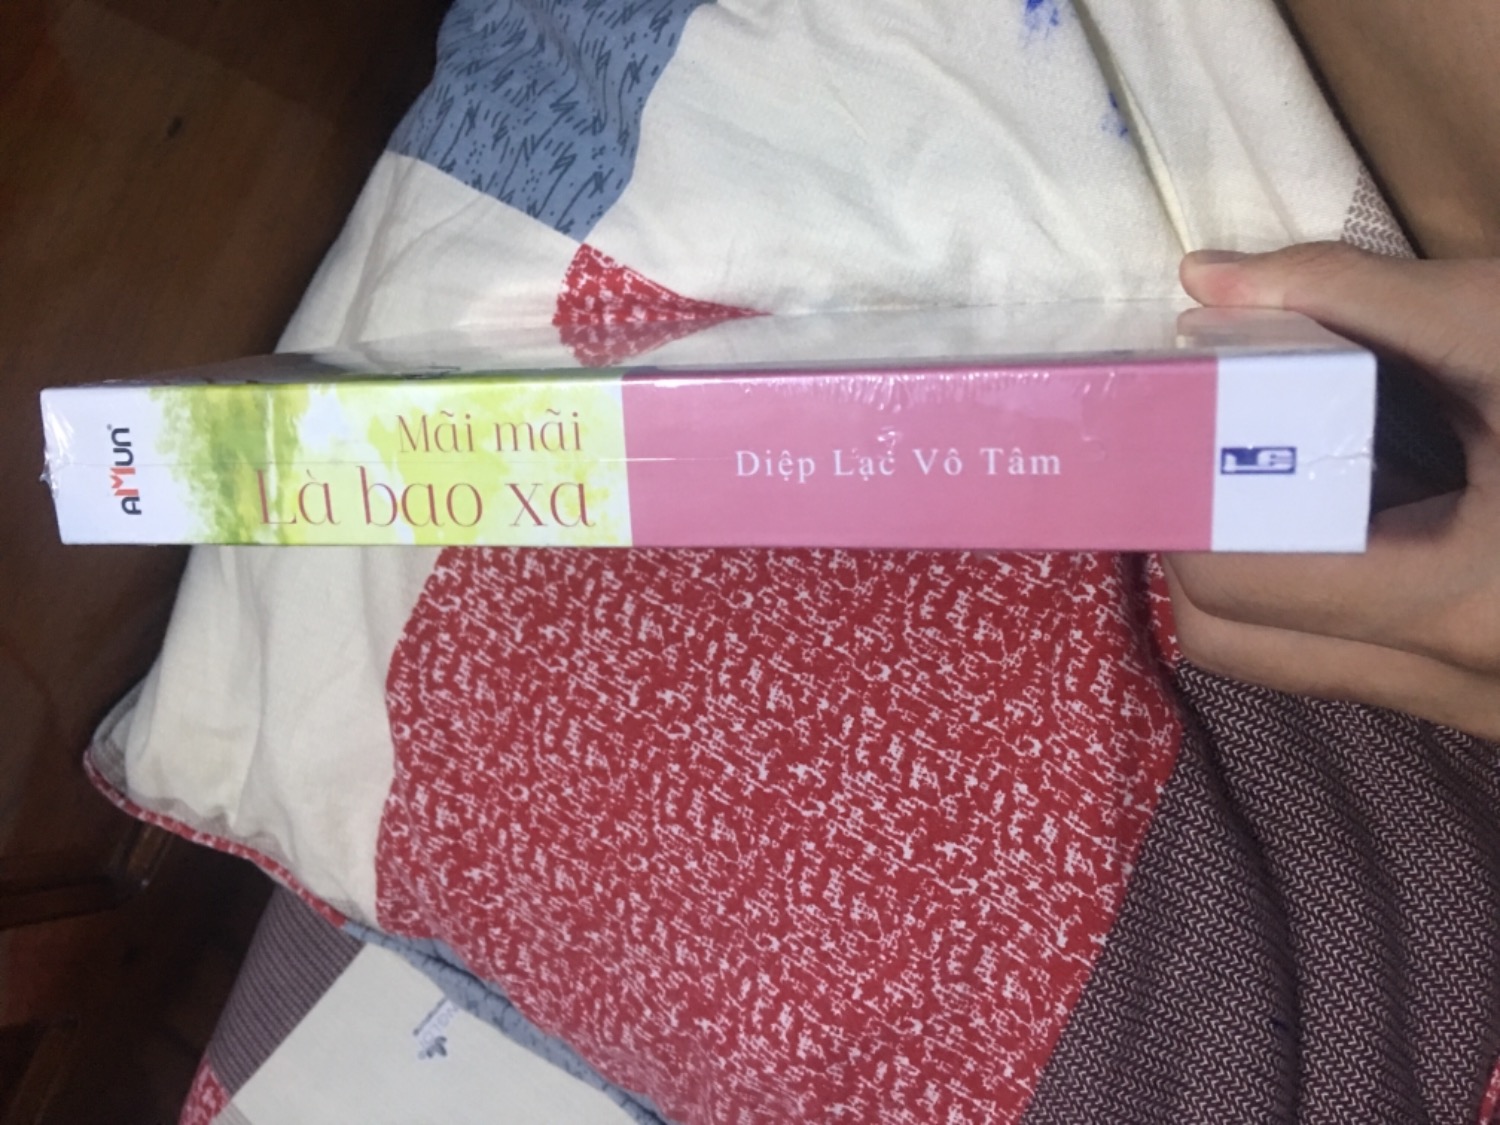 AMUN
Mãi mãi
Là bao xa
Diệp Lạc Vô Tâm